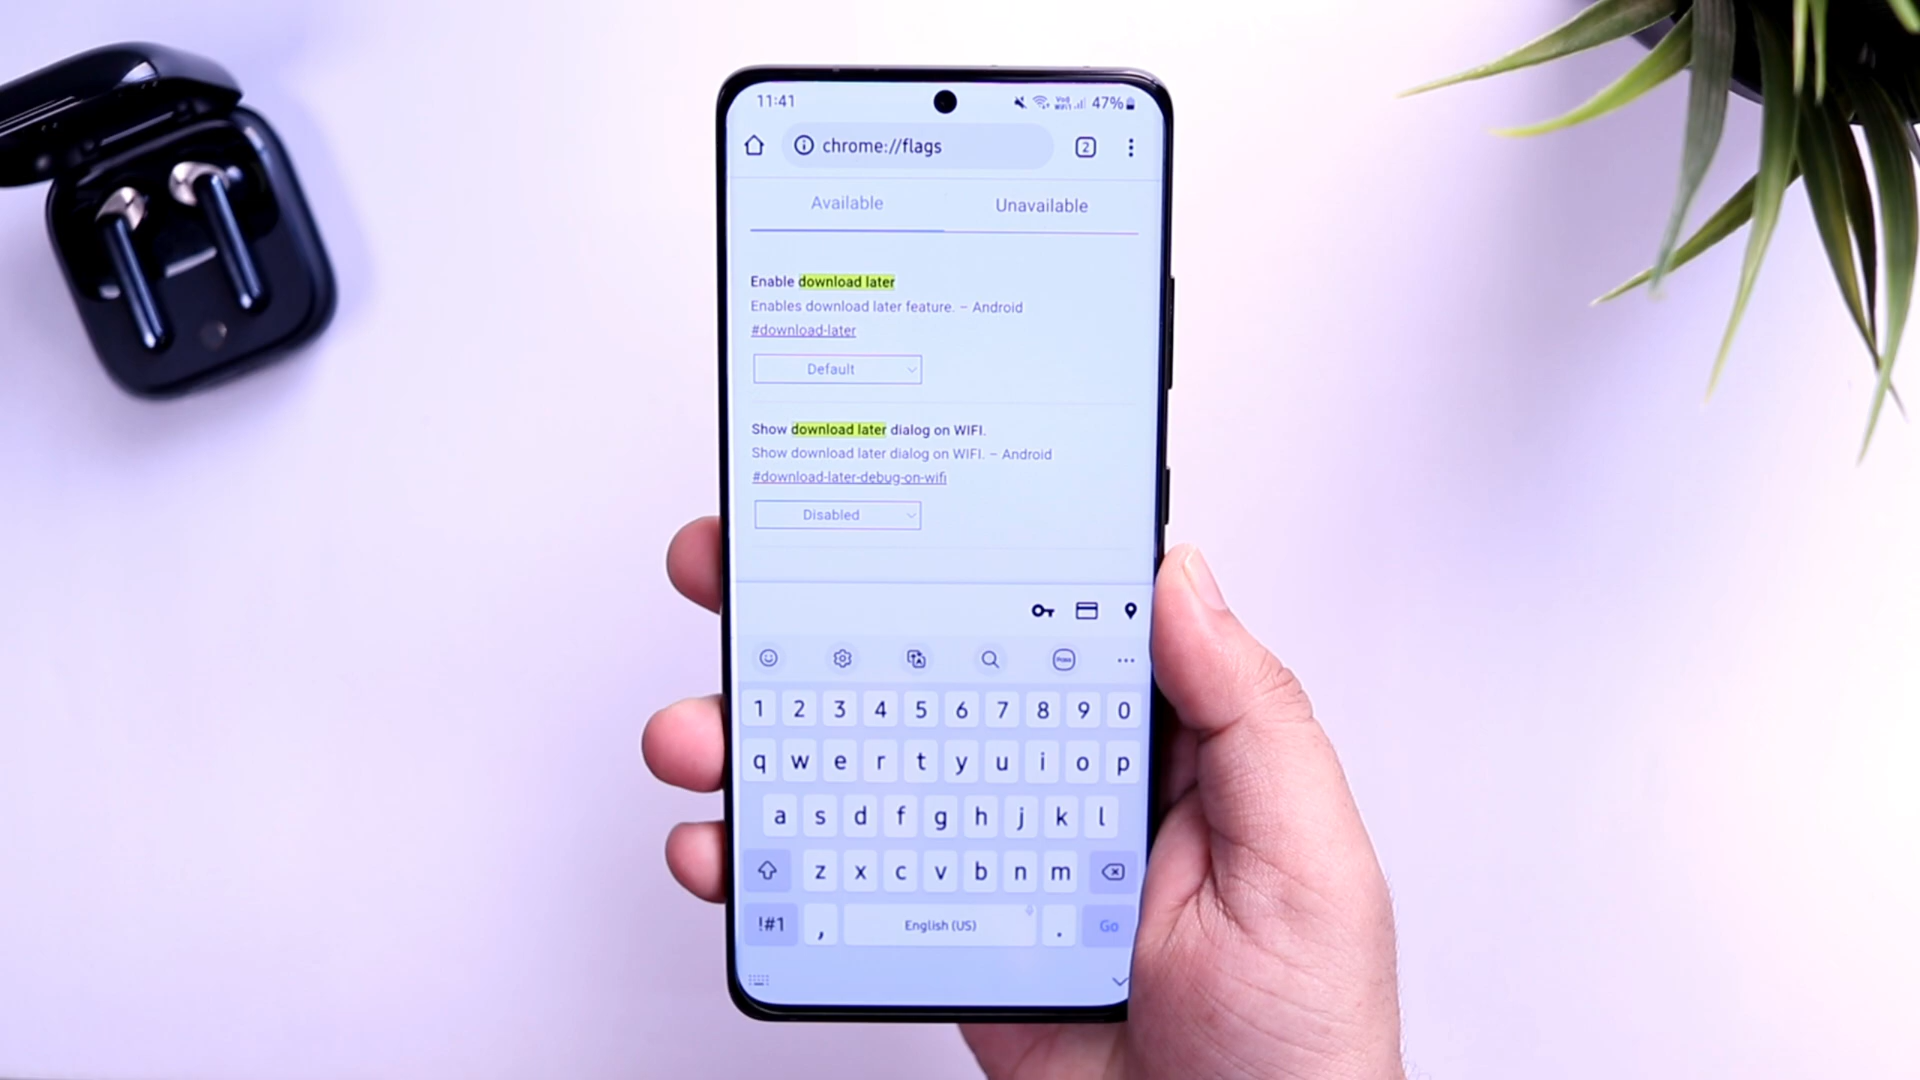 11:41
47%
chrome://flags
2
Available
Unavailable
Enable download later
Enables download later feature. – Android
#download-later
Default
Show download later dialog on WIFI.
Show download later dialog on WIFI. – Android
#download-later-debug-on-wifi
Disabled
1 2 3 4 5 6 7 8 9 0
q w e r t y u i o p
a s d f g h j k l
z x c v b n m
!#1 , English (US) . Go